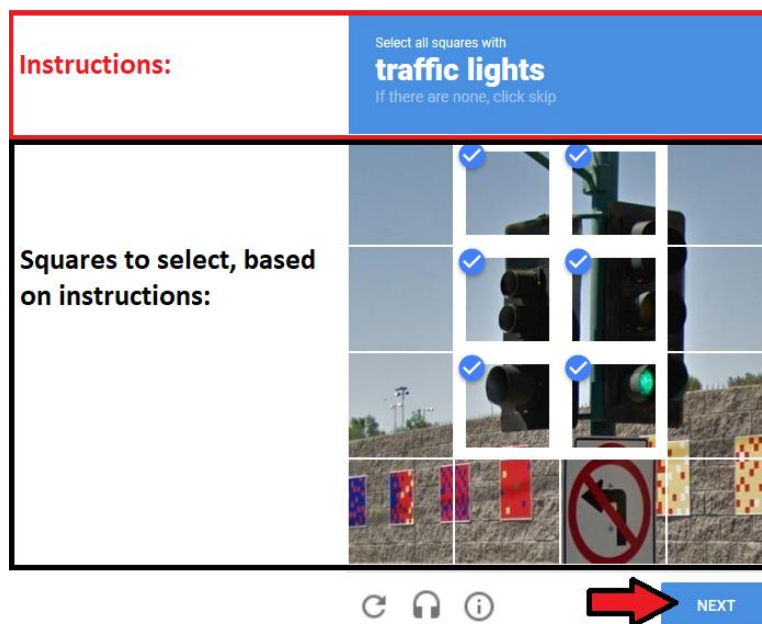 Instructions:
Select all squares with
traffic lights
If there are none, click skip
Squares to select, based
on instructions:
NEXT